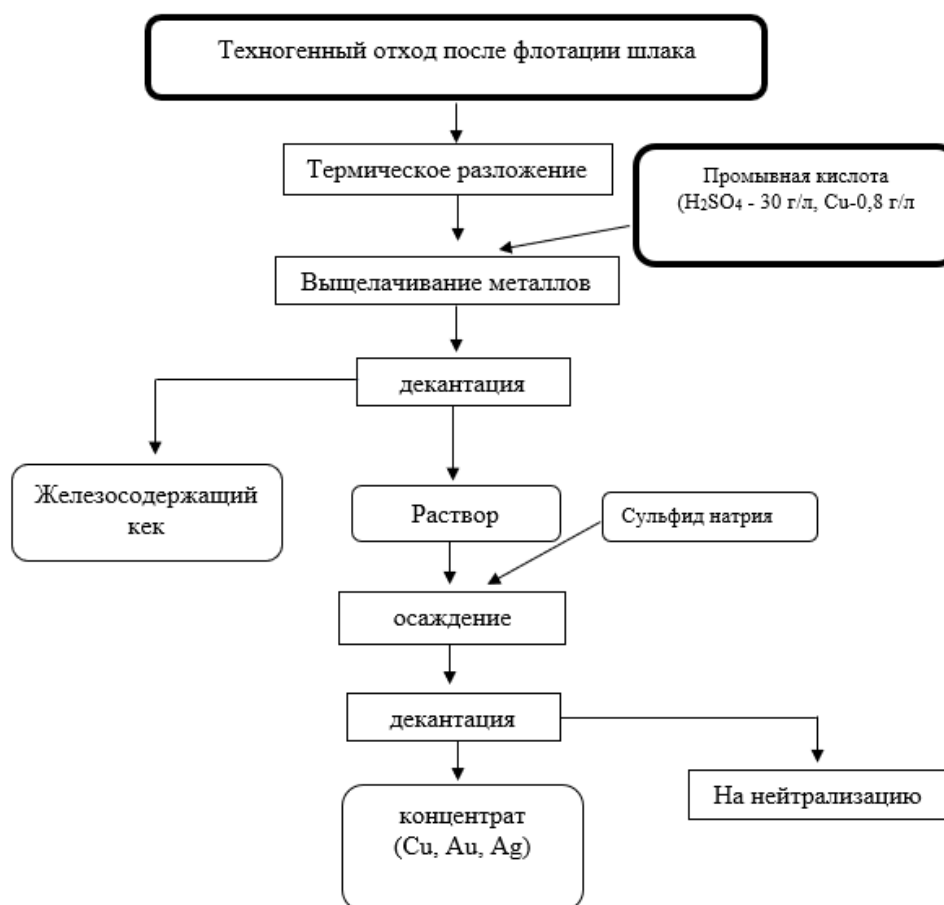 Техногенный отход после флотации шлака
Термическое разложение
Промывная кислота
(H₂SO₄ - 30 г/л, Cu-0,8 г/л
Выщелачивание металлов
декантация
Железосодержащий
кек
Раствор
Сульфид натрия
осаждение
декантация
На нейтрализацию
концентрат
(Cu, Au, Ag)